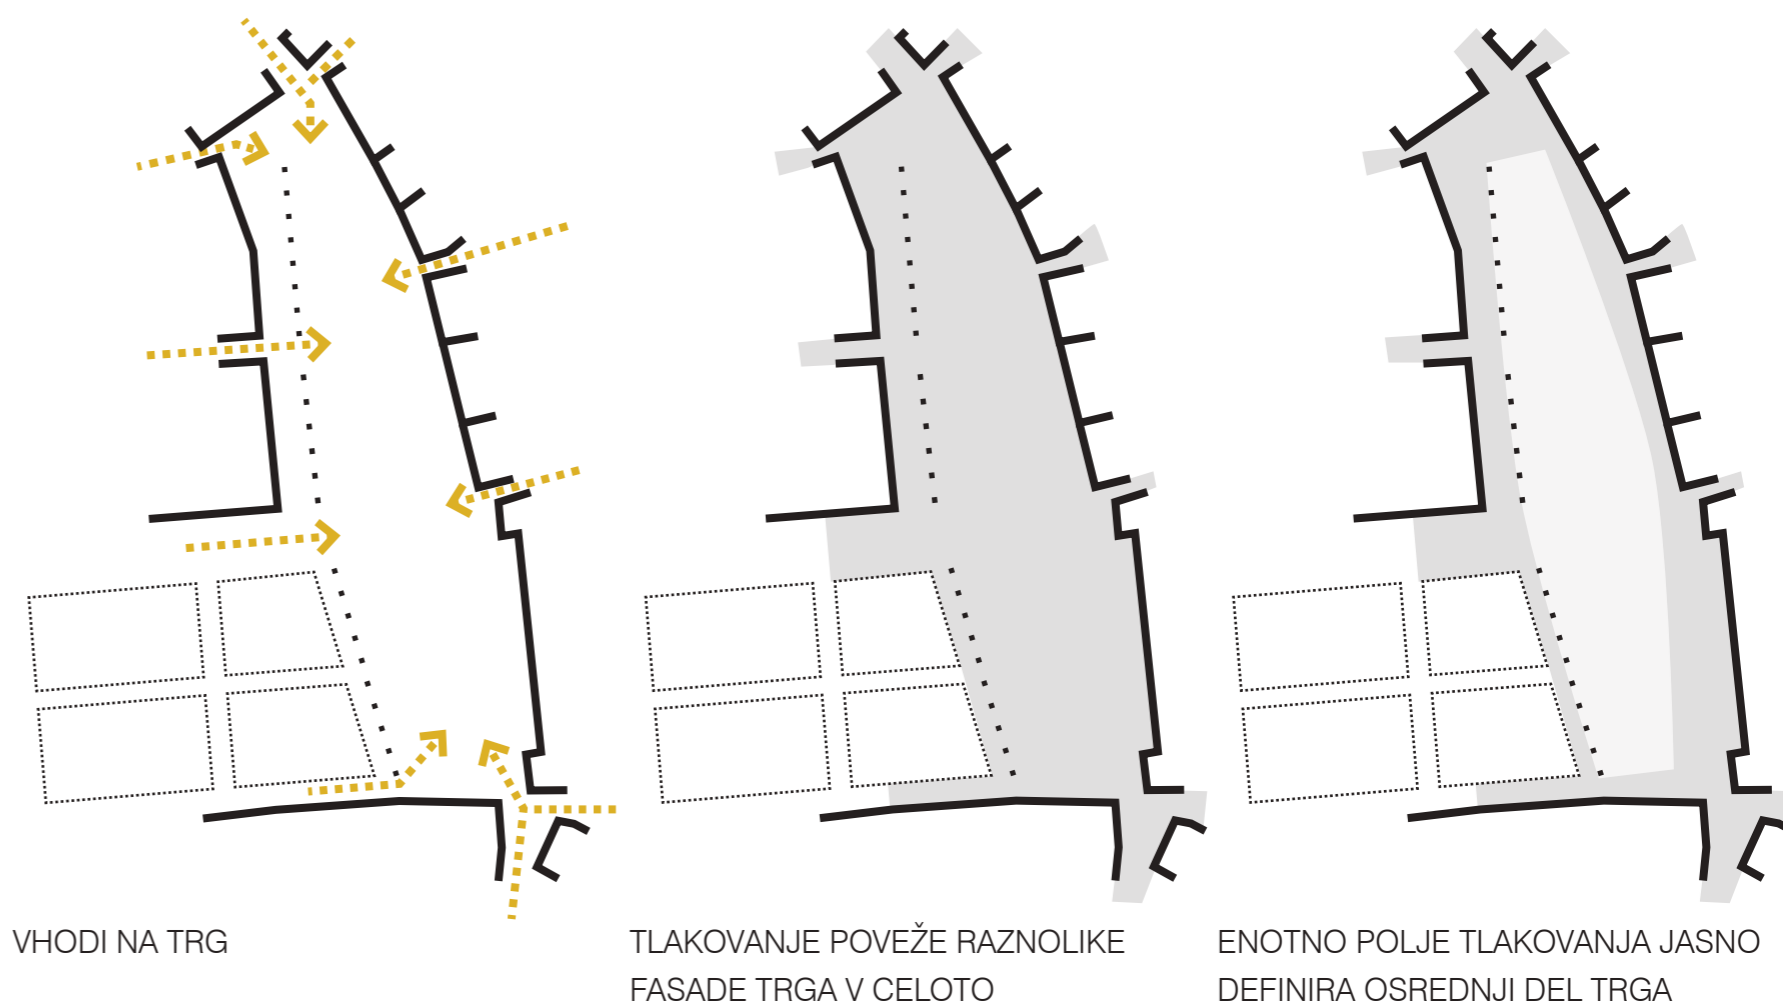 VHODI NA TRG
TLAKOVANJE POVEŽE RAZNOLIKE
FASADE TRGA V CELOTO
ENOTNO POLJE TLAKOVANJA JASNO
DEFINIRA OSREDNJI DEL TRGA